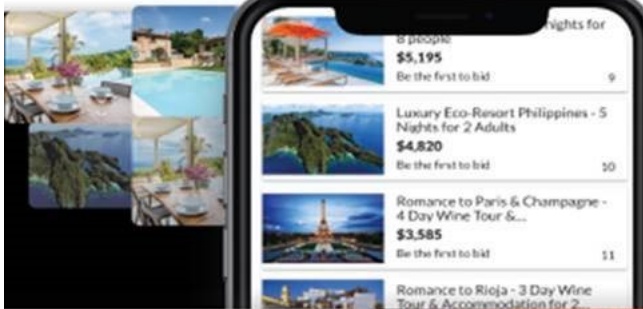 nights for
8 people
$5,195
Be the first to bid 9
Luxury Eco-Resort Philippines - 5
Nights for 2 Adults
$4,820
Be the first to bid 10
Romance to Paris & Champagne -
4 Day Wine Tour &...
$3,585
Be the first to bid 11
Romance to Rioja - 3 Day Wine
Tour & Accommodation for 2